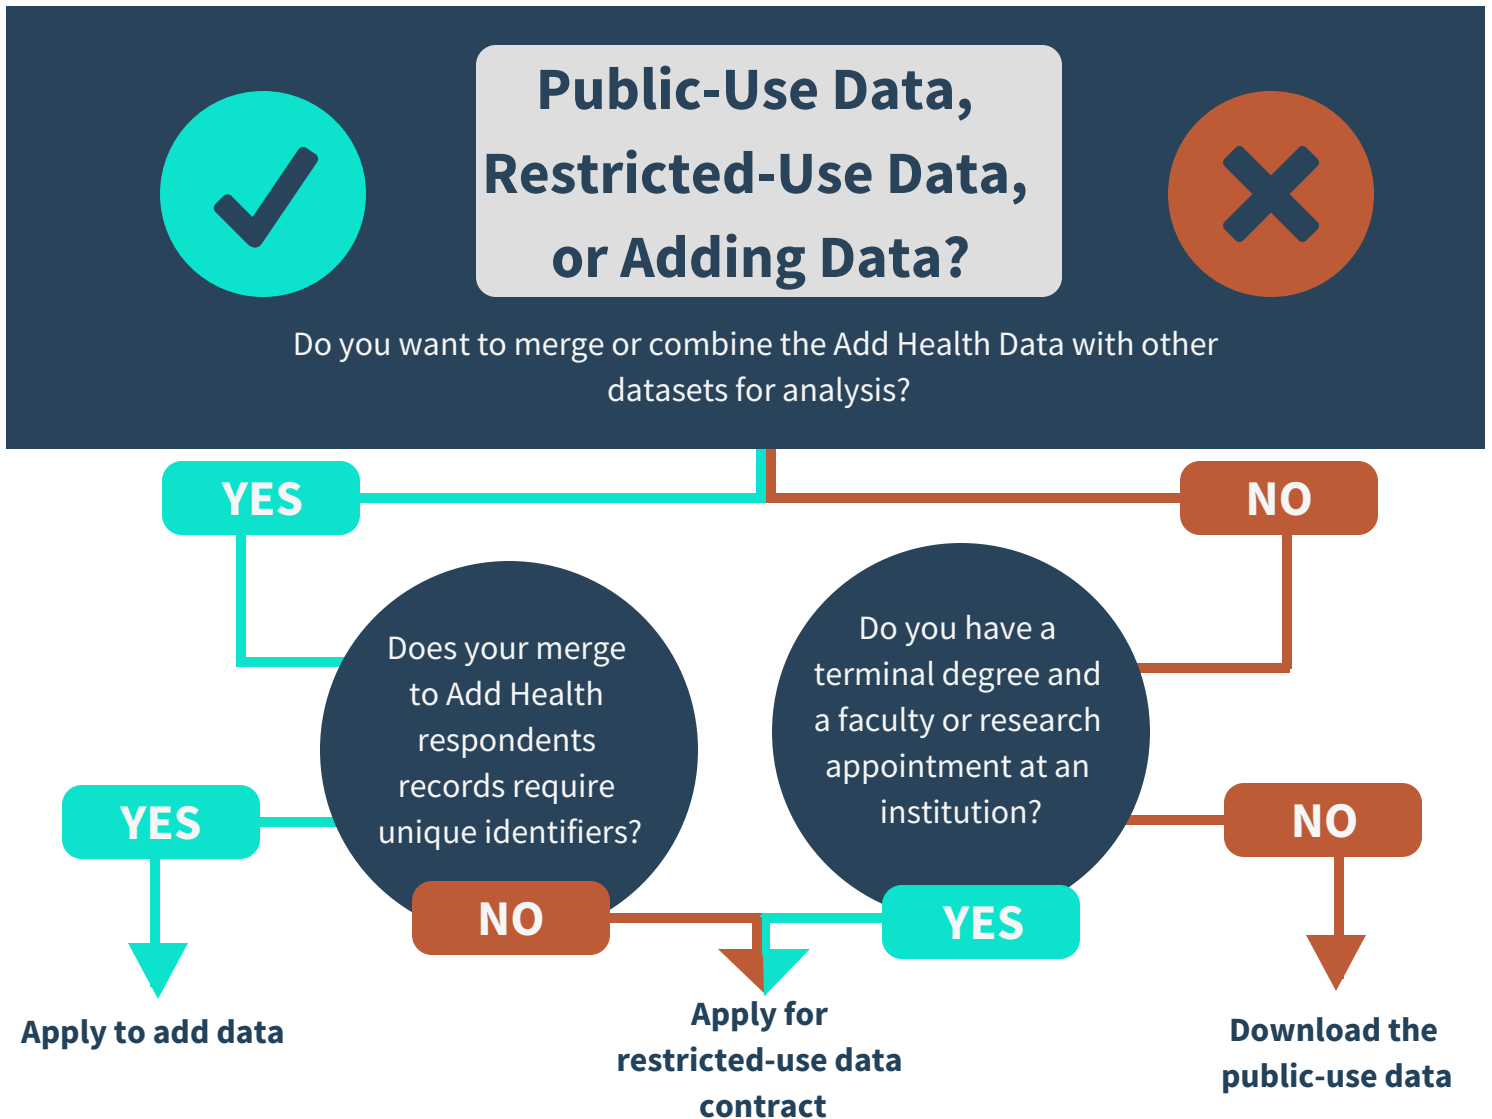 Public-Use Data,
Restricted-Use Data,
or Adding Data?
Do you want to merge or combine the Add Health Data with other
datasets for analysis?
YES
NO
Does your merge
to Add Health
respondents
records require
unique identifiers?
Do you have a
terminal degree and
a faculty or research
appointment at an
institution?
YES
NO
YES
NO
Apply to add data
Apply for
restricted-use data
contract
Download the
public-use data